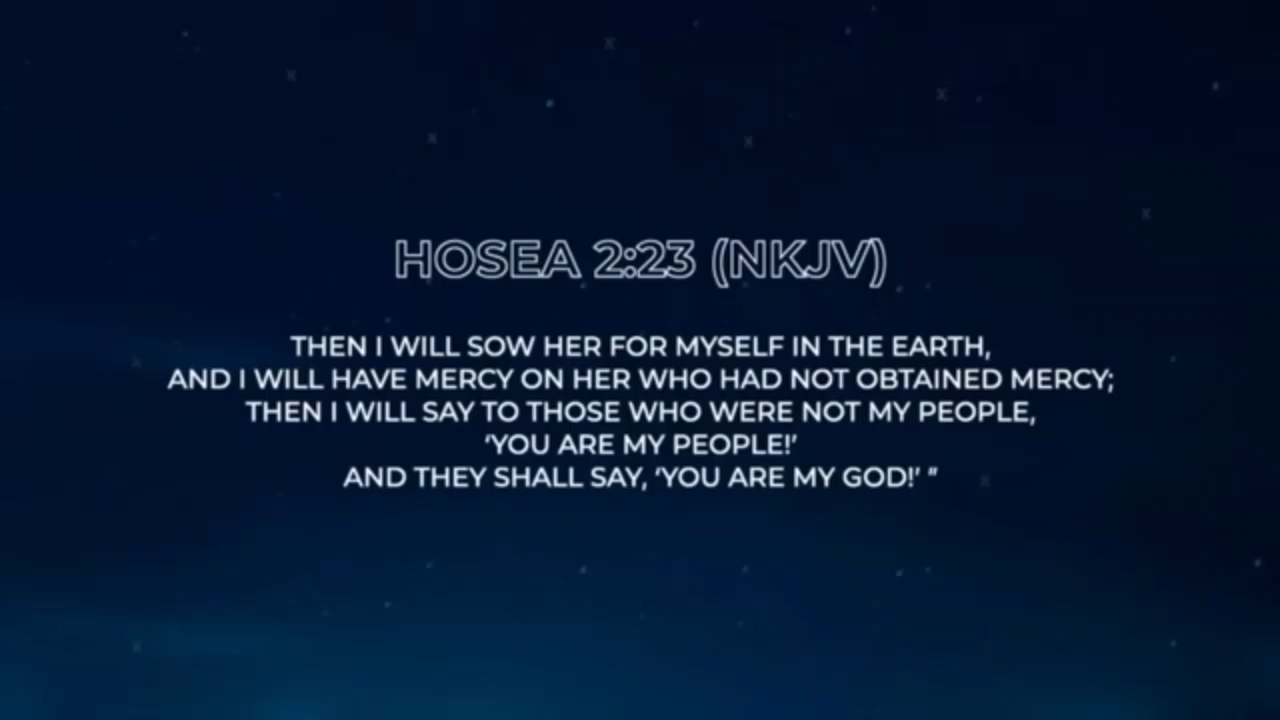 HOSEA 2:23 (NKJV)
THEN I WILL SOW HER FOR MYSELF IN THE EARTH,
AND I WILL HAVE MERCY ON HER WHO HAD NOT OBTAINED MERCY;
THEN I WILL SAY TO THOSE WHO WERE NOT MY PEOPLE,
‘YOU ARE MY PEOPLE!’
AND THEY SHALL SAY, ‘YOU ARE MY GOD!’ ”